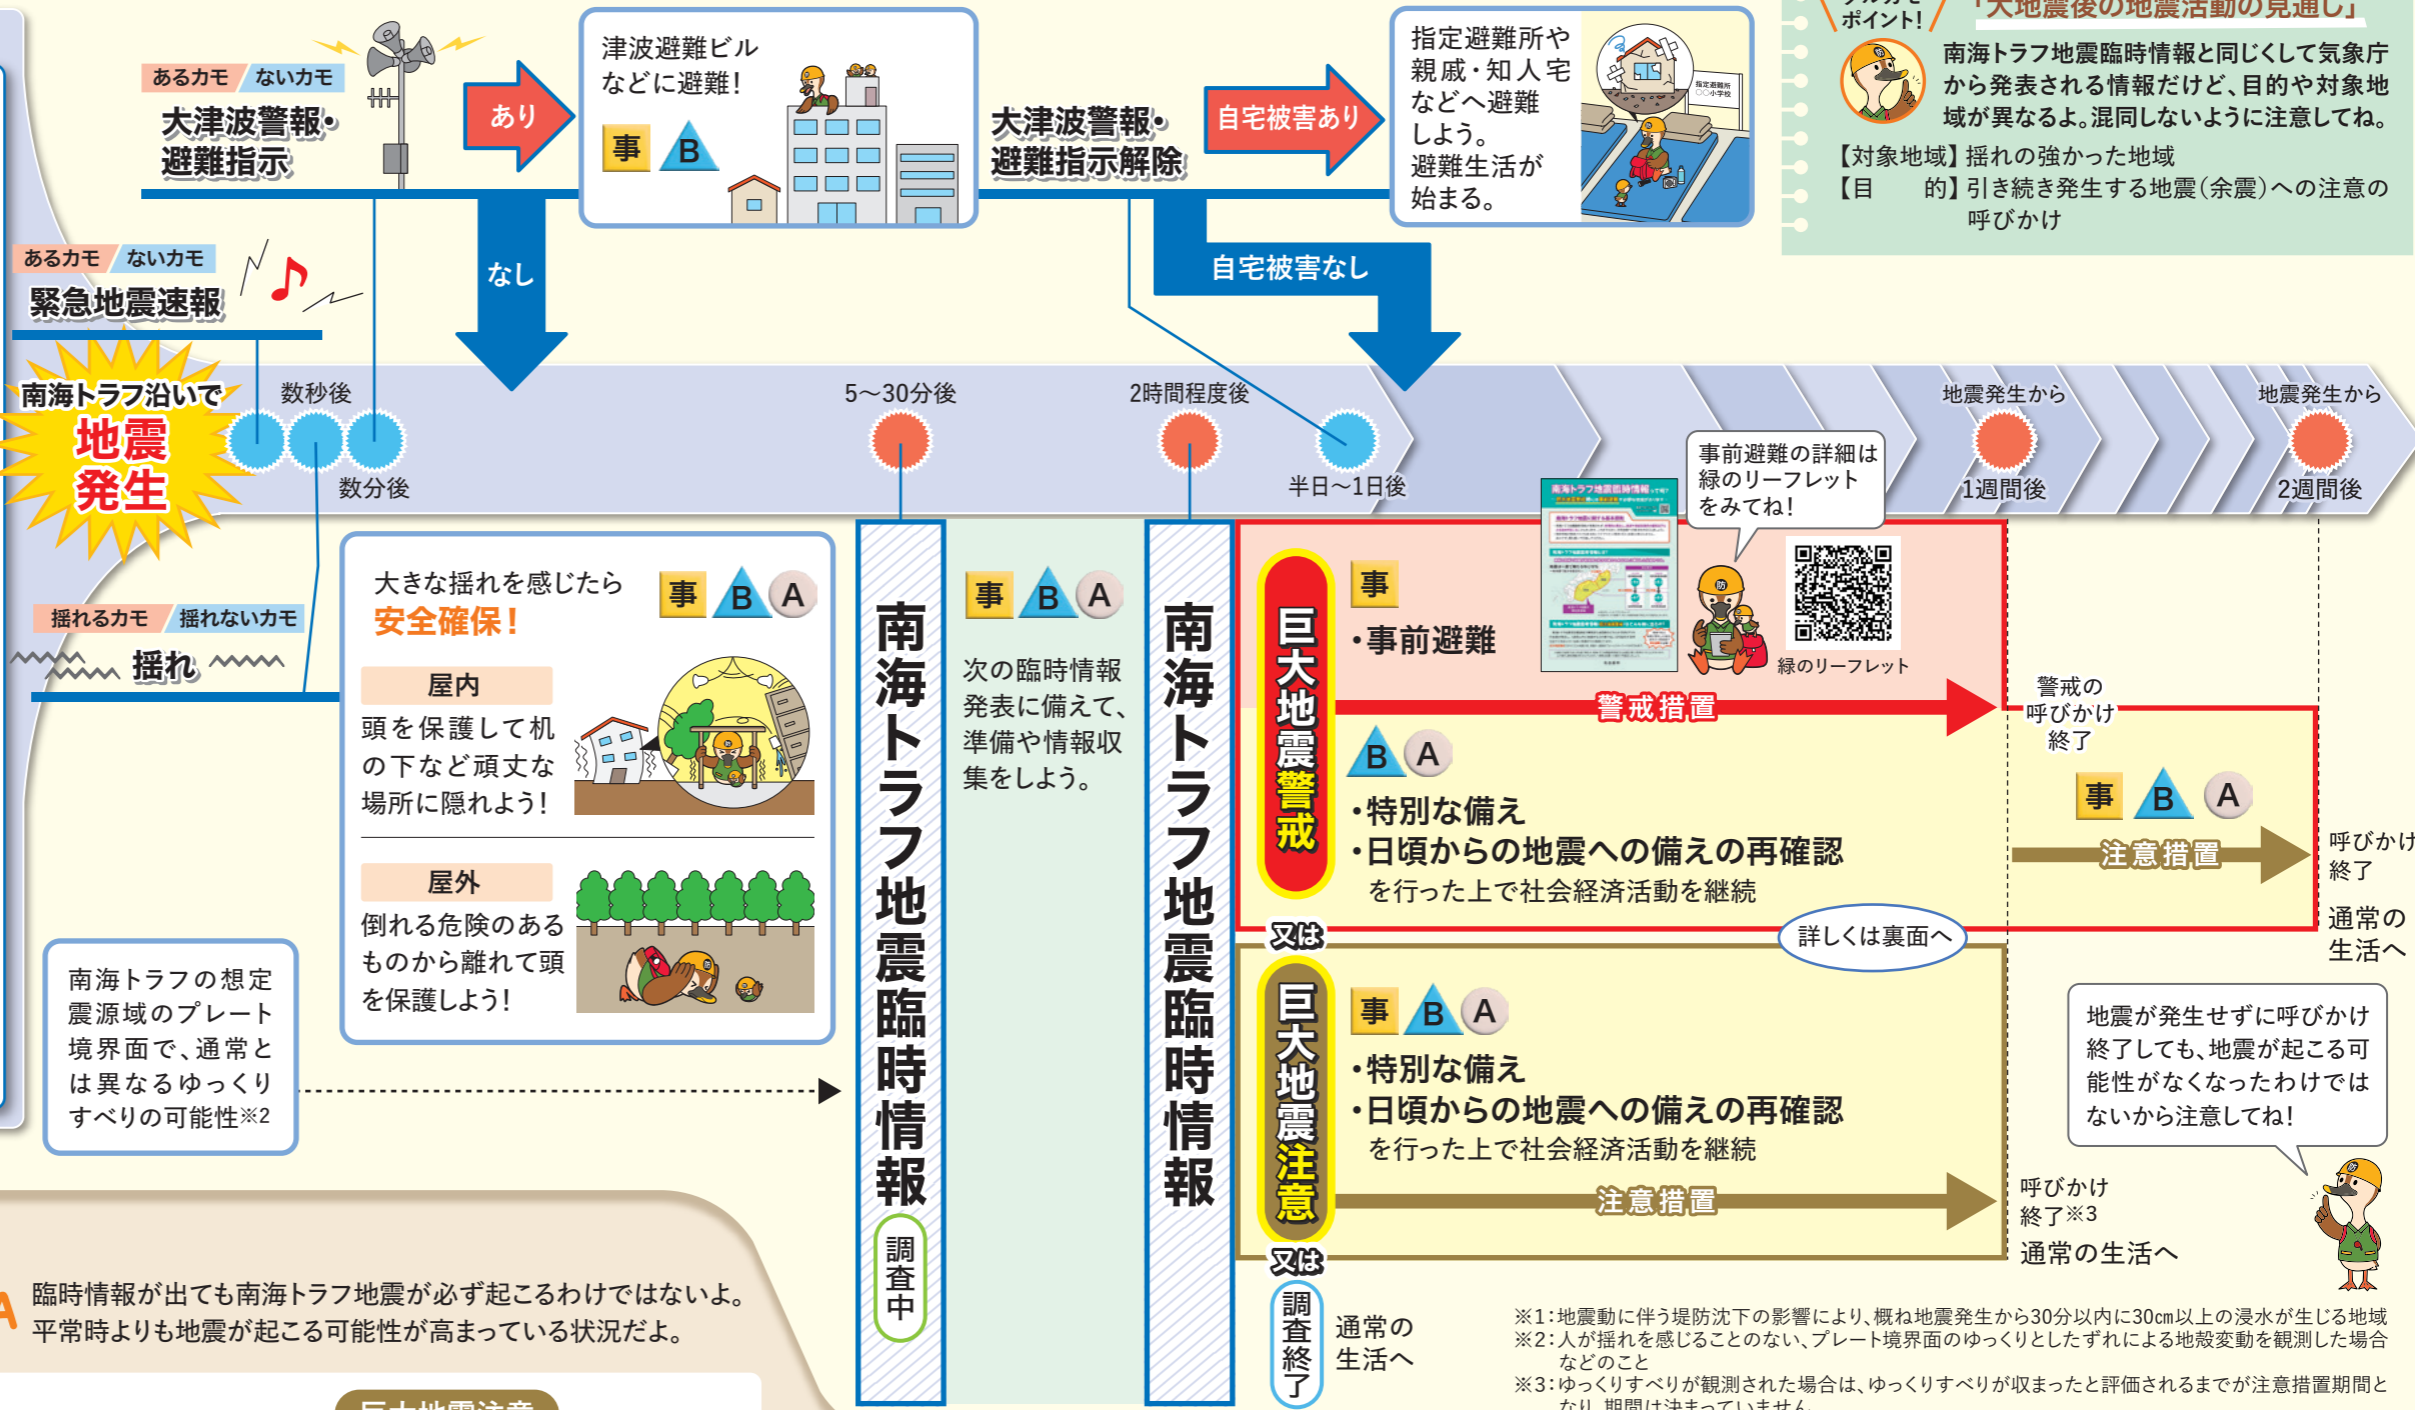 あるカモ ないカモ
大津波警報・
避難指示
あり
津波避難ビル
などに避難！
事 B
大津波警報・
避難指示解除
自宅被害あり
指定避難所や
親戚・知人宅
などへ避難
しよう。
避難生活が
始まる。
指定避難所
○○小学校
ポイント！
「大地震後の地震活動の見通し」
南海トラフ地震臨時情報と同じくして気象庁
から発表される情報だけど、目的や対象地
域が異なるよ。混同しないように注意してね。
【対象地域】揺れの強かった地域
【目　　的】引き続き発生する地震（余震）への注意の
呼びかけ
あるカモ ないカモ
緊急地震速報
なし
自宅被害なし
南海トラフ沿いで
地震
発生
数秒後
数分後
5〜30分後
2時間程度後
半日〜1日後
地震発生から
1週間後
地震発生から
2週間後
揺れるカモ 揺れないカモ
揺れ
大きな揺れを感じたら
安全確保！
事 B A
屋内
頭を保護して机
の下など頑丈な
場所に隠れよう！
屋外
倒れる危険のある
ものから離れて頭
を保護しよう！
南海トラフの想定
震源域のプレート
境界面で、通常と
は異なるゆっくり
すべりの可能性※2
南海トラフ地震臨時情報
調査中
事 B A
次の臨時情報
発表に備えて、
準備や情報収
集をしよう。
南海トラフ地震臨時情報
巨大地震警戒
事
・事前避難
南海トラフ地震臨時情報って何？
事前避難の詳細は
緑のリーフレット
をみてね！
緑のリーフレット
警戒措置
B A
・特別な備え
・日頃からの地震への備えの再確認
を行った上で社会経済活動を継続
警戒の
呼びかけ
終了
事 B A
注意措置
呼びかけ
終了
通常の
生活へ
又は
詳しくは裏面へ
巨大地震注意
事 B A
・特別な備え
・日頃からの地震への備えの再確認
を行った上で社会経済活動を継続
注意措置
呼びかけ
終了※3
通常の生活へ
地震が発生せずに呼びかけ
終了しても、地震が起こる可
能性がなくなったわけでは
ないから注意してね！
又は
調査終了
通常の
生活へ
A 臨時情報が出ても南海トラフ地震が必ず起こるわけではないよ。
平常時よりも地震が起こる可能性が高まっている状況だよ。
巨大地震注意
※1：地震動に伴う堤防沈下の影響により、概ね地震発生から30分以内に30㎝以上の浸水が生じる地域
※2：人が揺れを感じることのない、プレート境界面のゆっくりとしたずれによる地殻変動を観測した場合
などのこと
※3：ゆっくりすべりが観測された場合は、ゆっくりすべりが収まったと評価されるまでが注意措置期間と
なり、期間は決まっていません